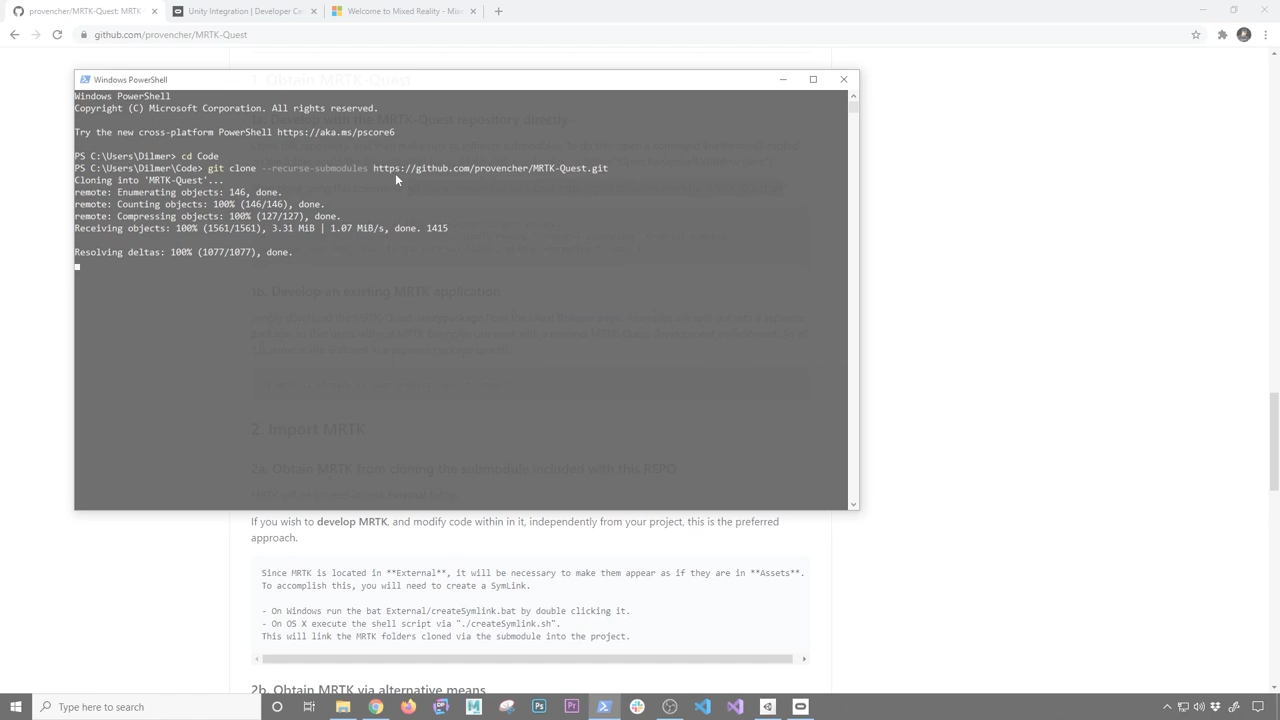 provencher/MRTK-Quest: MRTK-
Unity Integration | Developer Ce
Welcome to Mixed Reality - Mix
github.com/provencher/MRTK-Quest
Windows PowerShell
1. Obtain MRTK-Quest
Windows PowerShell
Copyright (C) Microsoft Corporation. All rights reserved.
1a. Develop with the MRTK-Quest repository directly
Try the new cross-platform PowerShell https://aka.ms/pscore6
PS C:\Users\Dilmer> cd Code
PS C:\Users\Dilmer\Code> git clone --recurse-submodules https://github.com/provencher/MRTK-Quest.git
Cloning into 'MRTK-Quest'...
remote: Enumerating objects: 146, done.
remote: Counting objects: 100% (146/146), done.
remote: Compressing objects: 100% (127/127), done.
Receiving objects: 100% (1561/1561), 3.31 MiB | 1.07 MiB/s, done. 1415
Resolving deltas: 100% (1077/1077), done.
1b. Develop an existing MRTK application
2. Import MRTK
2a. Obtain MRTK from cloning the submodule included with this REPO
If you wish to develop MRTK, and modify code within in it, independently from your project, this is the preferred
approach.
Since MRTK is located in **External**, it will be necessary to make them appear as if they are in **Assets**.
To accomplish this, you will need to create a SymLink.
- On Windows run the bat External/createSymlink.bat by double clicking it.
- On OS X execute the shell script via "./createSymlink.sh".
This will link the MRTK folders cloned via the submodule into the project.
2b. Obtain MRTK via alternative means
Type here to search